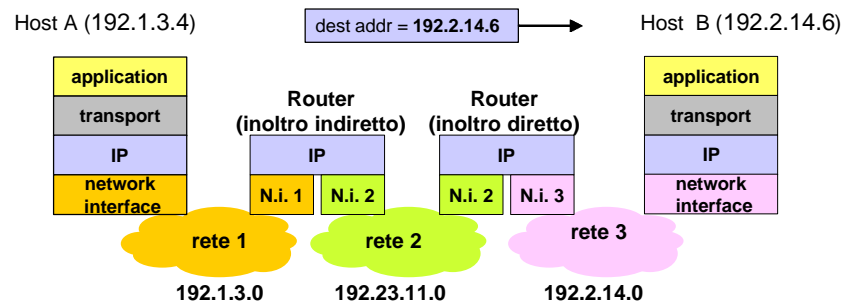 Host A (192.1.3.4)
dest addr = 192.2.14.6
Host B (192.2.14.6)
application
transport
IP
network
interface
Router
(inoltro indiretto)
IP
N.i. 1
N.i. 2
Router
(inoltro diretto)
IP
N.i. 2
N.i. 3
application
transport
IP
network
interface
rete 1
rete 2
rete 3
192.1.3.0
192.23.11.0
192.2.14.0